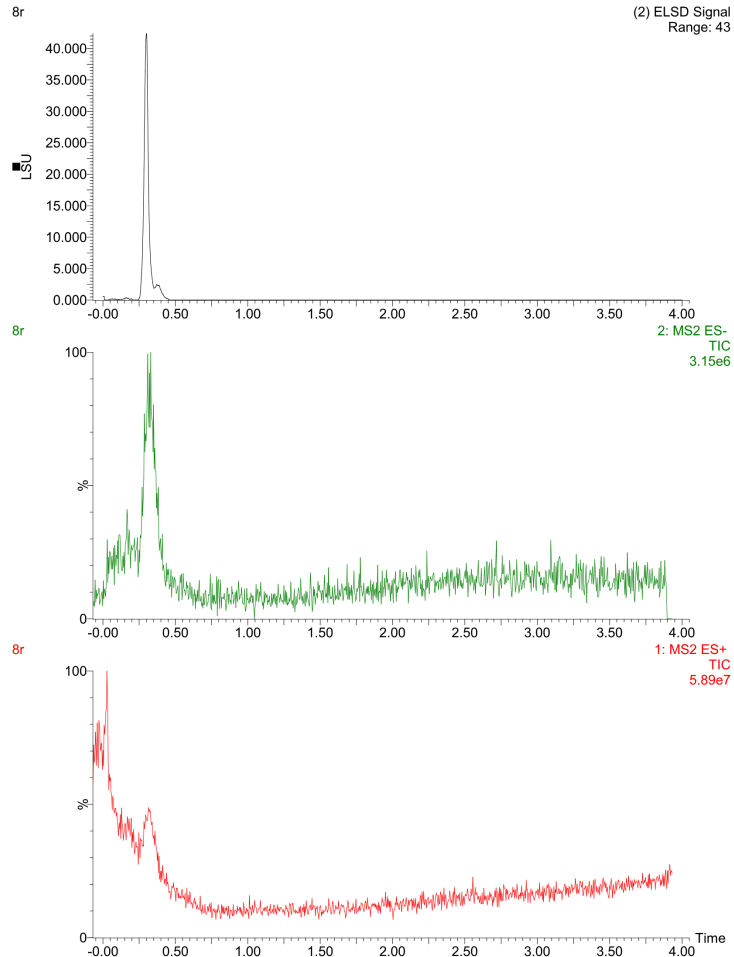 8r
(2) ELSD Signal
Range: 43
LSU
40.000
35.000
30.000
25.000
20.000
15.000
10.000
5.000
0.000
-0.00 0.50 1.00 1.50 2.00 2.50 3.00 3.50 4.00
8r
2: MS2 ES-
TIC
3.15e6
100
%
0
-0.00 0.50 1.00 1.50 2.00 2.50 3.00 3.50 4.00
8r
1: MS2 ES+
TIC
5.89e7
100
%
0
Time
-0.00 0.50 1.00 1.50 2.00 2.50 3.00 3.50 4.00